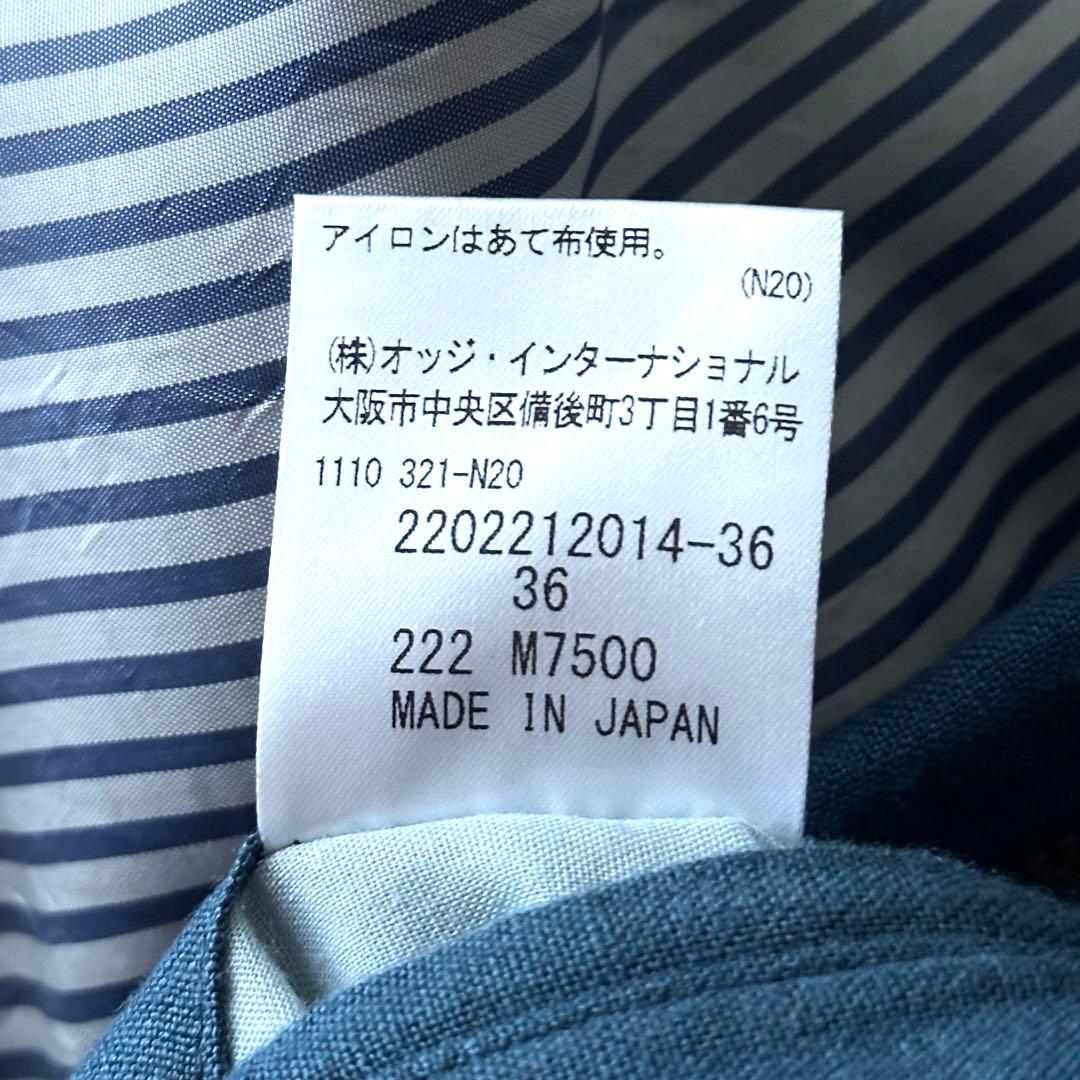 アイロンはあて布使用。
(N20)
(株)オッジ・インターナショナル
大阪市中央区備後町3丁目1番6号
1110 321-N20
2202212014-36
36
222 M7500
MADE IN JAPAN